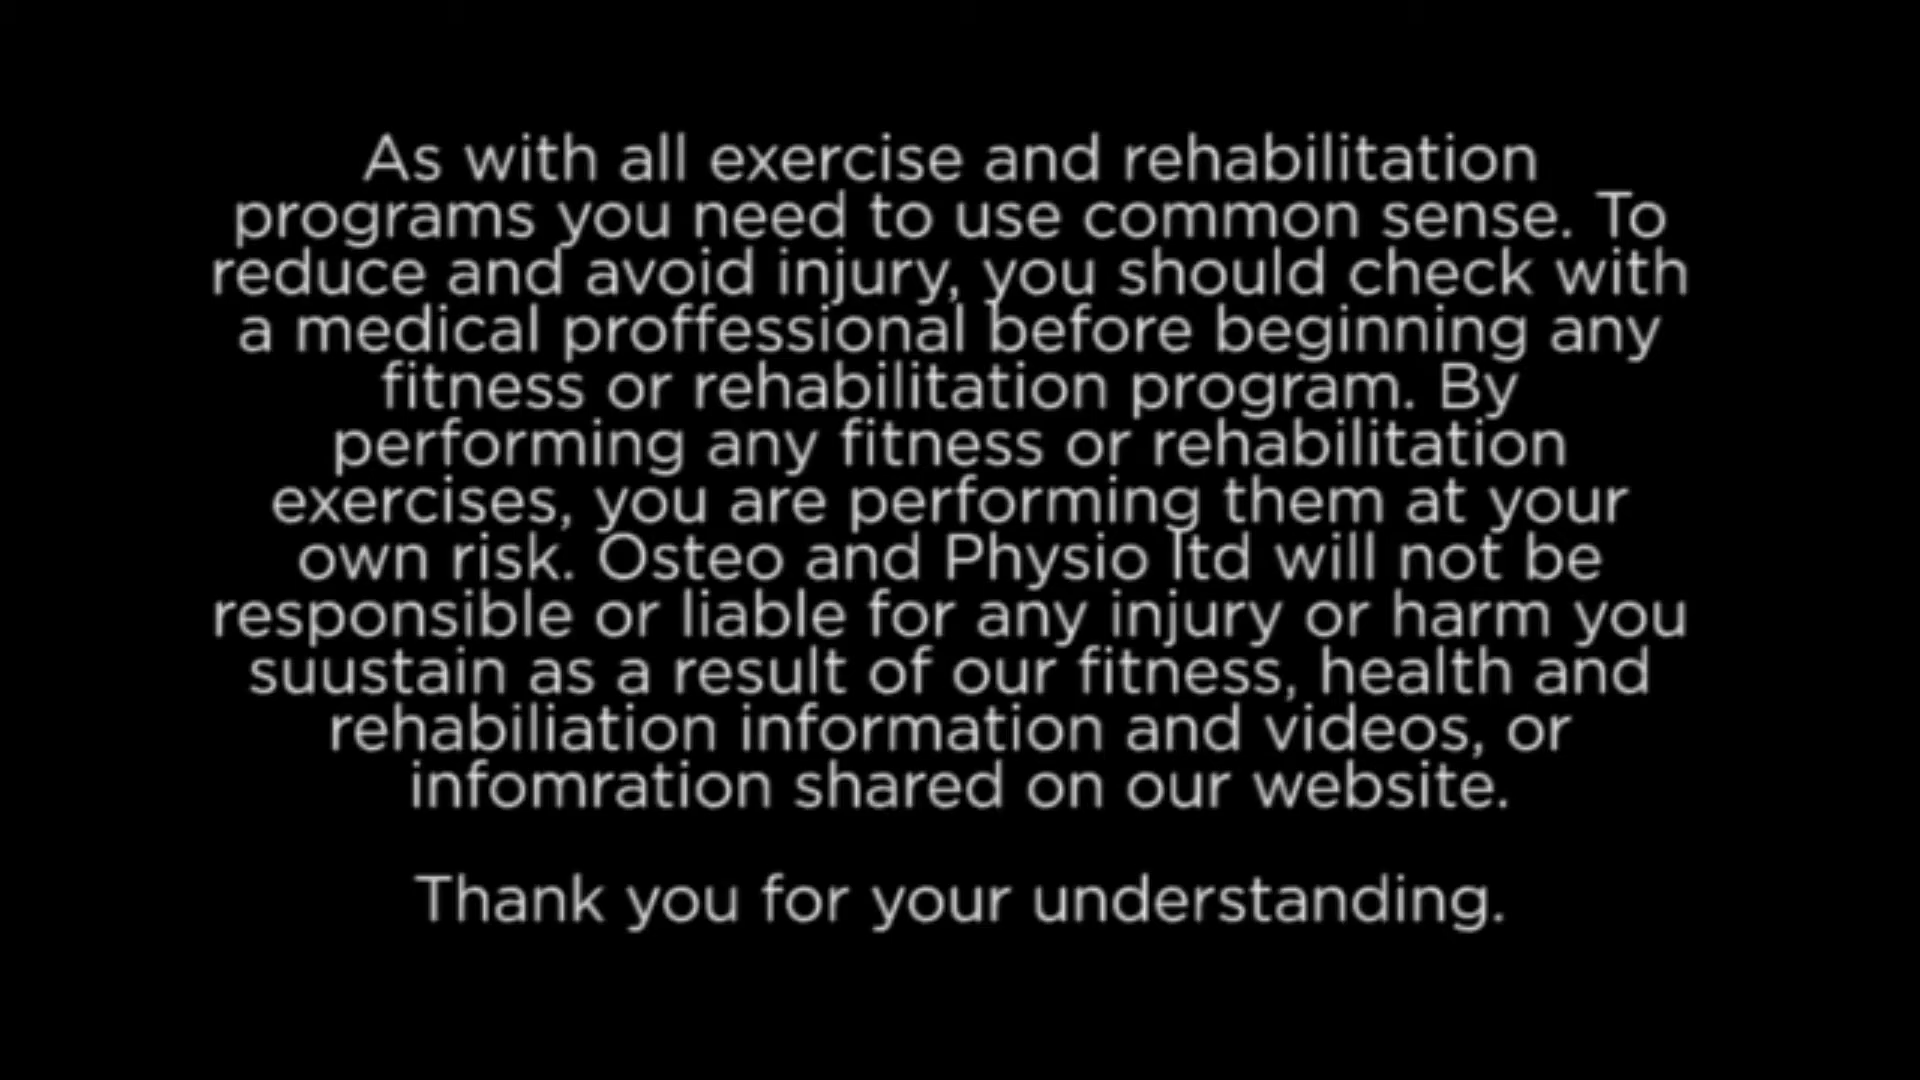 As with all exercise and rehabilitation
programs you need to use common sense. To
reduce and avoid injury, you should check with
a medical proffessional before beginning any
fitness or rehabilitation program. By
performing any fitness or rehabilitation
exercises, you are performing them at your
own risk. Osteo and Physio ltd will not be
responsible or liable for any injury or harm you
suustain as a result of our fitness, health and
rehabiliation information and videos, or
infomration shared on our website.
Thank you for your understanding.